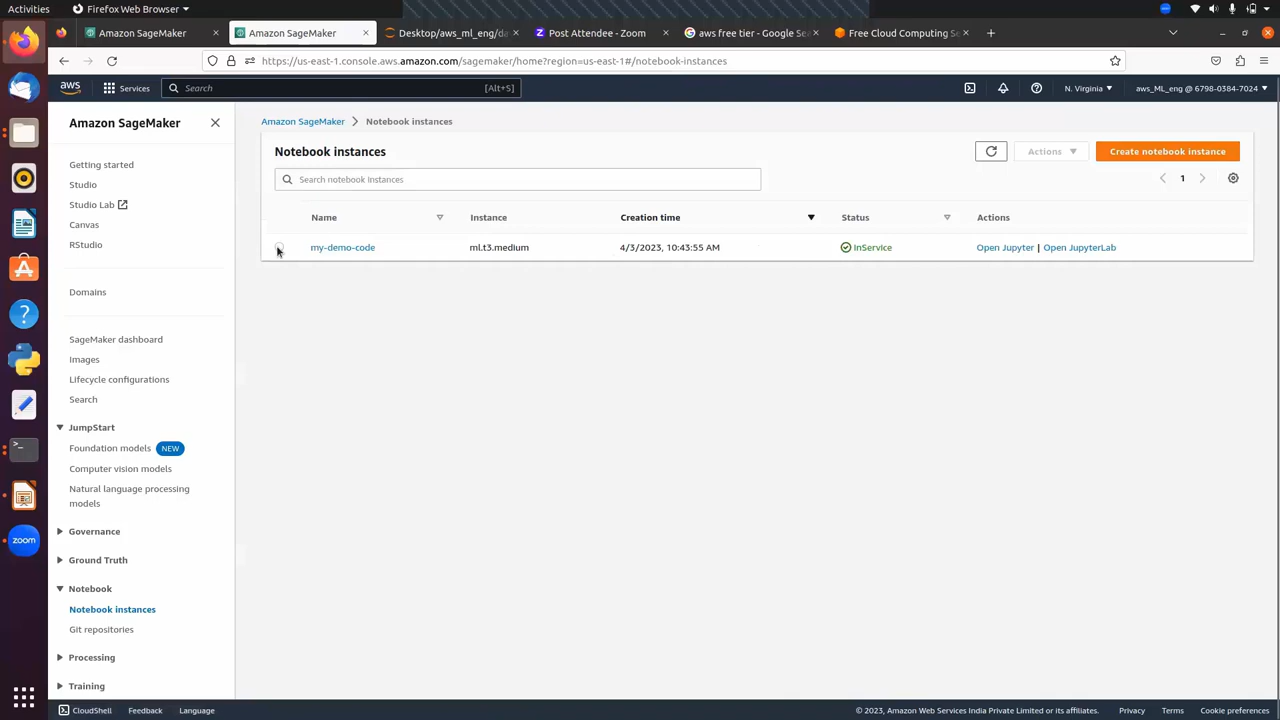 Activities Firefox Web Browser
Amazon SageMaker Amazon SageMaker Desktop/aws_ml_eng/da Post Attendee - Zoom aws free tier - Google Sea Free Cloud Computing Se
https://us-east-1.console.aws.amazon.com/sagemaker/home?region=us-east-1#/notebook-instances
aws Services Search [Alt+S] N. Virginia aws_ML_eng @ 6798-0384-7024
Amazon SageMaker
Getting started
Studio
Studio Lab
Canvas
RStudio
Domains
SageMaker dashboard
Images
Lifecycle configurations
Search
JumpStart
Foundation models NEW
Computer vision models
Natural language processing
models
Governance
Ground Truth
Notebook
Notebook instances
Git repositories
Processing
Training
Amazon SageMaker Notebook instances
Notebook instances
Actions Create notebook instance
Search notebook instances
1
Name Instance Creation time Status Actions
my-demo-code ml.t3.medium 4/3/2023, 10:43:55 AM InService Open Jupyter | Open JupyterLab
zoom
CloudShell Feedback Language © 2023, Amazon Web Services India Private Limited or its affiliates. Privacy Terms Cookie preferences